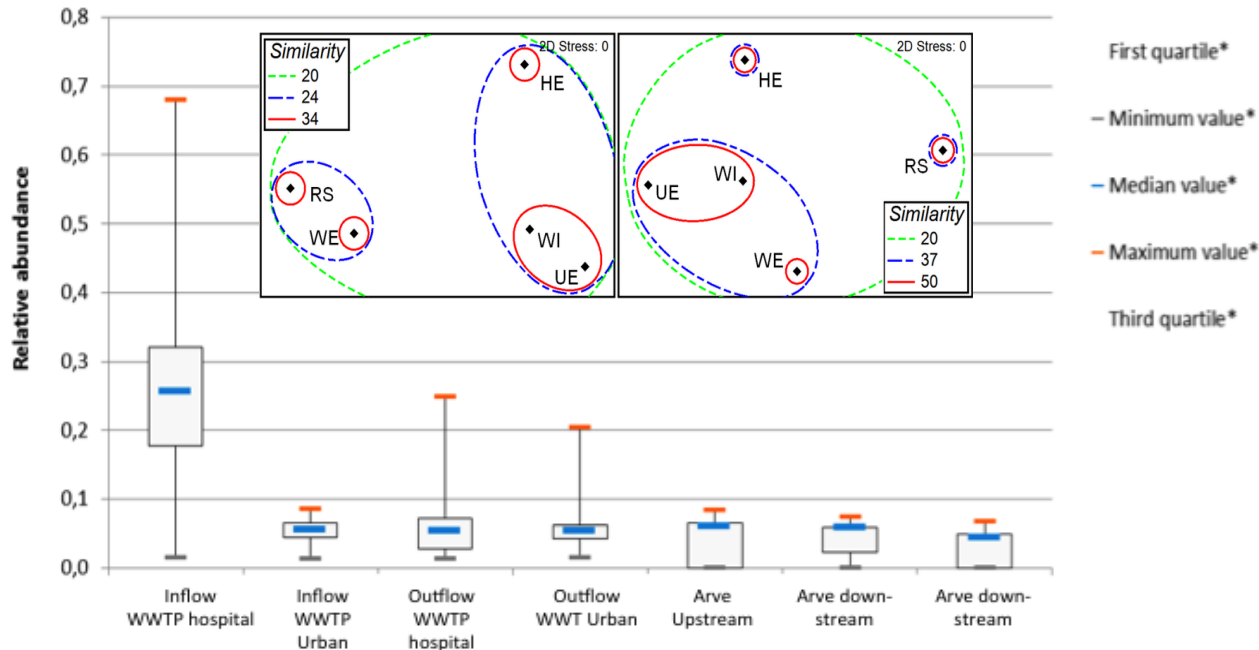 0,8
0,7
0,6
0,5
0,4
0,3
0,2
0,1
0,0
Relative abundance
Similarity
20
24
34
2D Stress: 0
HE
RS
WE
WI
UE
2D Stress: 0
HE
RS
WI
UE
WE
Similarity
20
37
50
First quartile*
Minimum value*
Median value*
Maximum value*
Third quartile*
Inflow
WWTP hospital
Inflow
WWTP
Urban
Outflow
WWTP
hospital
Outflow
WWT Urban
Arve
Upstream
Arve down-
stream
Arve down-
stream